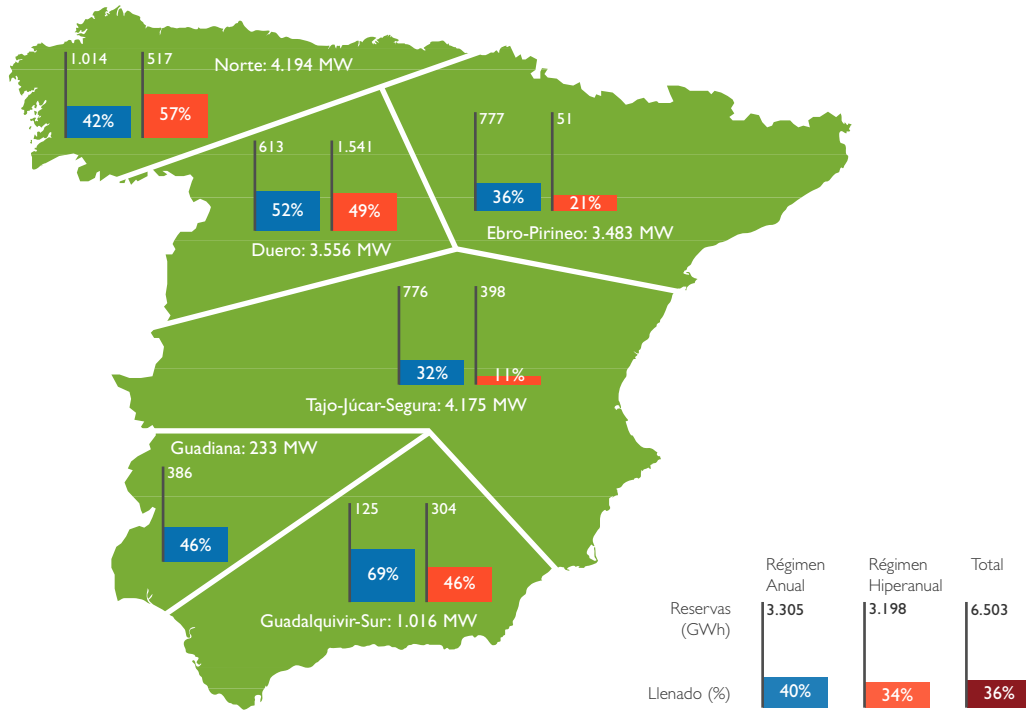 1.014
517
Norte: 4.194 MW
42%
57%
613
1.541
52%
49%
Duero: 3.556 MW
777
51
36%
21%
Ebro-Pirineo: 3.483 MW
776
398
32%
11%
Tajo-Júcar-Segura: 4.175 MW
Guadiana: 233 MW
386
46%
125
304
69%
46%
Guadalquivir-Sur: 1.016 MW
Régimen
Anual
Régimen
Hiperanual
Total
Reservas
(GWh)
3.305
3.198
6.503
Llenado (%)
40%
34%
36%